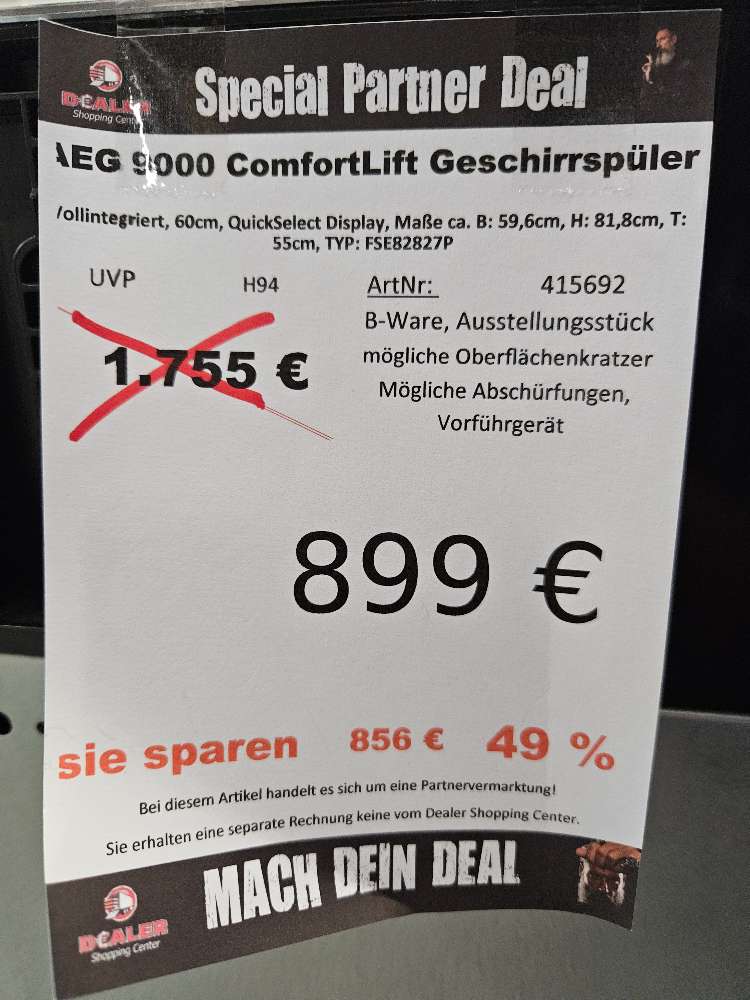 DEALER
Shopping Center
Special Partner Deal
AEG 9000 ComfortLift Geschirrspüler
Vollintegriert, 60cm, QuickSelect Display, Maße ca. B: 59,6cm, H: 81,8cm, T:
55cm, TYP: FSE82827P
UVP H94 ArtNr: 415692
1.755 €
B-Ware, Ausstellungsstück
mögliche Oberflächenkratzer
Mögliche Abschürfungen,
Vorführgerät
899 €
sie sparen 856 € 49 %
Bei diesem Artikel handelt es sich um eine Partnervermarktung!
Sie erhalten eine separate Rechnung keine vom Dealer Shopping Center.
MACH DEIN DEAL
DEALER
Shopping Center